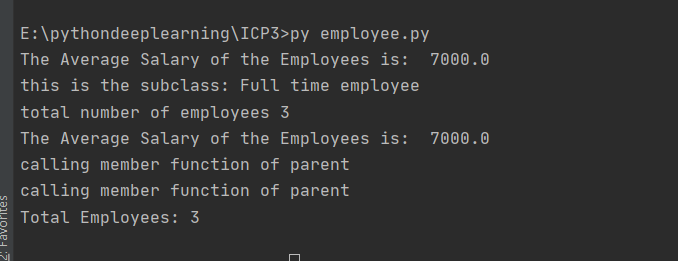 E:\pythondeeplearning\ICP3>py employee.py
The Average Salary of the Employees is:  7000.0
this is the subclass: Full time employee
total number of employees 3
The Average Salary of the Employees is:  7000.0
calling member function of parent
calling member function of parent
Total Employees: 3
2: Favorites